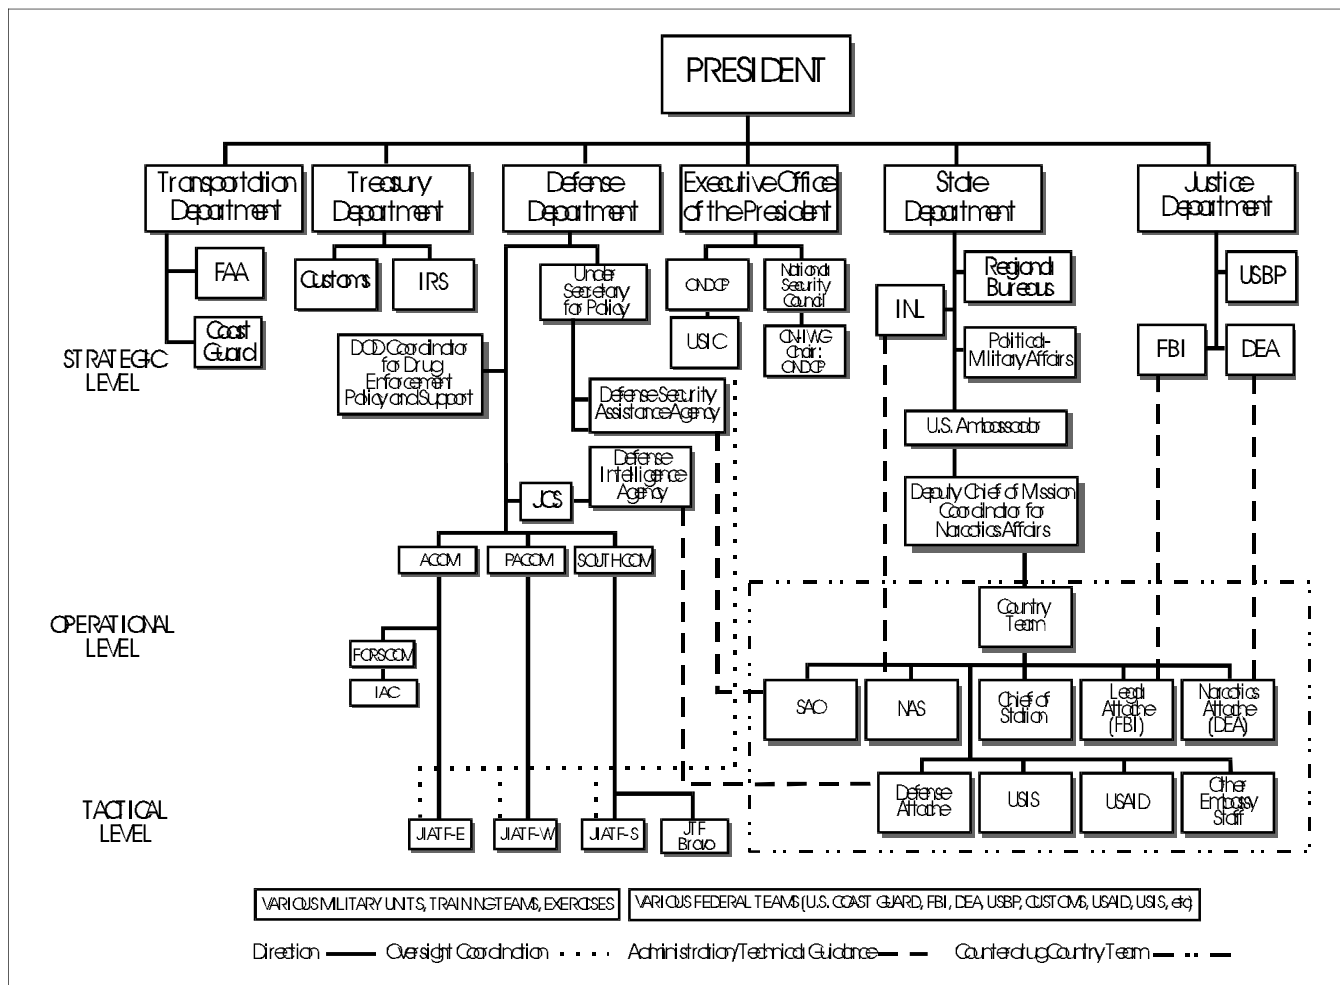 PRESIDENT
Transportation
Department
Treasury
Department
Defense
Department
Executive Office
of the President
State
Department
Justice
Department
FAA
Coast
Guard
Customs
IRS
Under
Secretary
for Policy
ONDCP
USIC
National
Security
Council
CN-IWG
Chair:
ONDCP
INL
Regional
Bureaus
Political-
Military Affairs
USBP
FBI
DEA
STRATEGIC
LEVEL
DOD Coordinator
for Drug
Enforcement
Policy and Support
Defense Security
Assistance Agency
U.S. Ambassador
Defense
Intelligence
Agency
JCS
Deputy Chief of Mission
Coordinator for
Narcotics Affairs
ACOM
PACOM
SOUTHCOM
OPERATIONAL
LEVEL
Country
Team
FORSCOM
IAC
SAO
NAS
Chief of
Station
Legal
Attache
(FBI)
Narcotics
Attache
(DEA)
TACTICAL
LEVEL
Defense
Attache
USIS
USAID
Other
Embassy
Staff
JIATF-E
JIATF-W
JIATF-S
JTF
Bravo
VARIOUS MILITARY UNITS, TRAINING TEAMS, EXERCISES
VARIOUS FEDERAL TEAMS (U.S. COAST GUARD, FBI, DEA, USBP, CUSTOMS, USAID, USIS, etc)
Direction
Oversight Coordination
Administration/Technical Guidance
Counterdrug Country Team